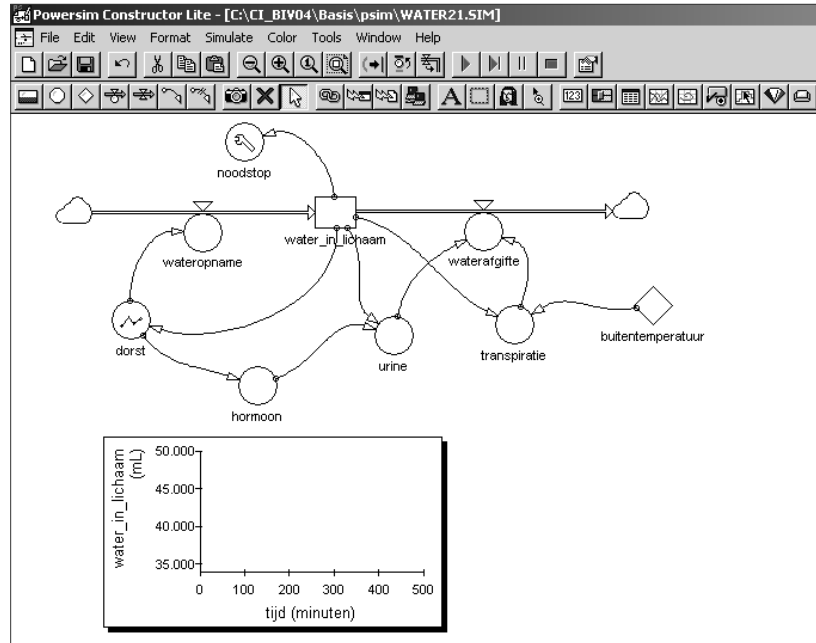 Powersim Constructor Lite - [C:\CI_BIV04\Basis\psim\WATER21.SIM]
File Edit View Format Simulate Color Tools Window Help
123
A
noodstop
water_in_lichaam
wateropname
waterafgifte
dorst
urine
transpiratie
buitentemperatuur
hormoon
water_in_lichaam
(mL)
50.000
45.000
40.000
35.000
0 100 200 300 400 500
tijd (minuten)